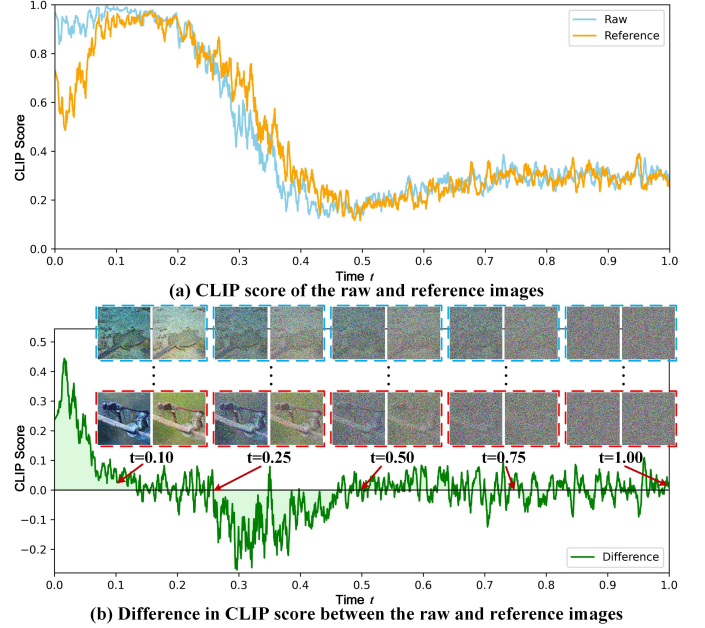 1.0
0.8
0.6
0.4
0.2
0.0
CLIP Score
Raw
Reference
0.0 0.1 0.2 0.3 0.4 0.5 0.6 0.7 0.8 0.9 1.0
Time t
(a) CLIP score of the raw and reference images
0.5
0.4
0.3
0.2
0.1
0.0
−0.1
−0.2
CLIP Score
t=0.10 t=0.25 t=0.50 t=0.75 t=1.00
Difference
0.0 0.1 0.2 0.3 0.4 0.5 0.6 0.7 0.8 0.9 1.0
Time t
(b) Difference in CLIP score between the raw and reference images